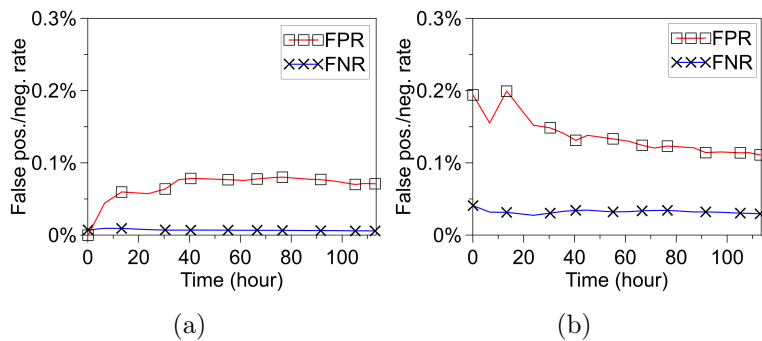 0.3%
FPR
FNR
0.2%
0.1%
0%
False pos./neg. rate
0 20 40 60 80 100
Time (hour)
(a)
0.3%
FPR
FNR
0.2%
0.1%
0%
False pos./neg. rate
0 20 40 60 80 100
Time (hour)
(b)